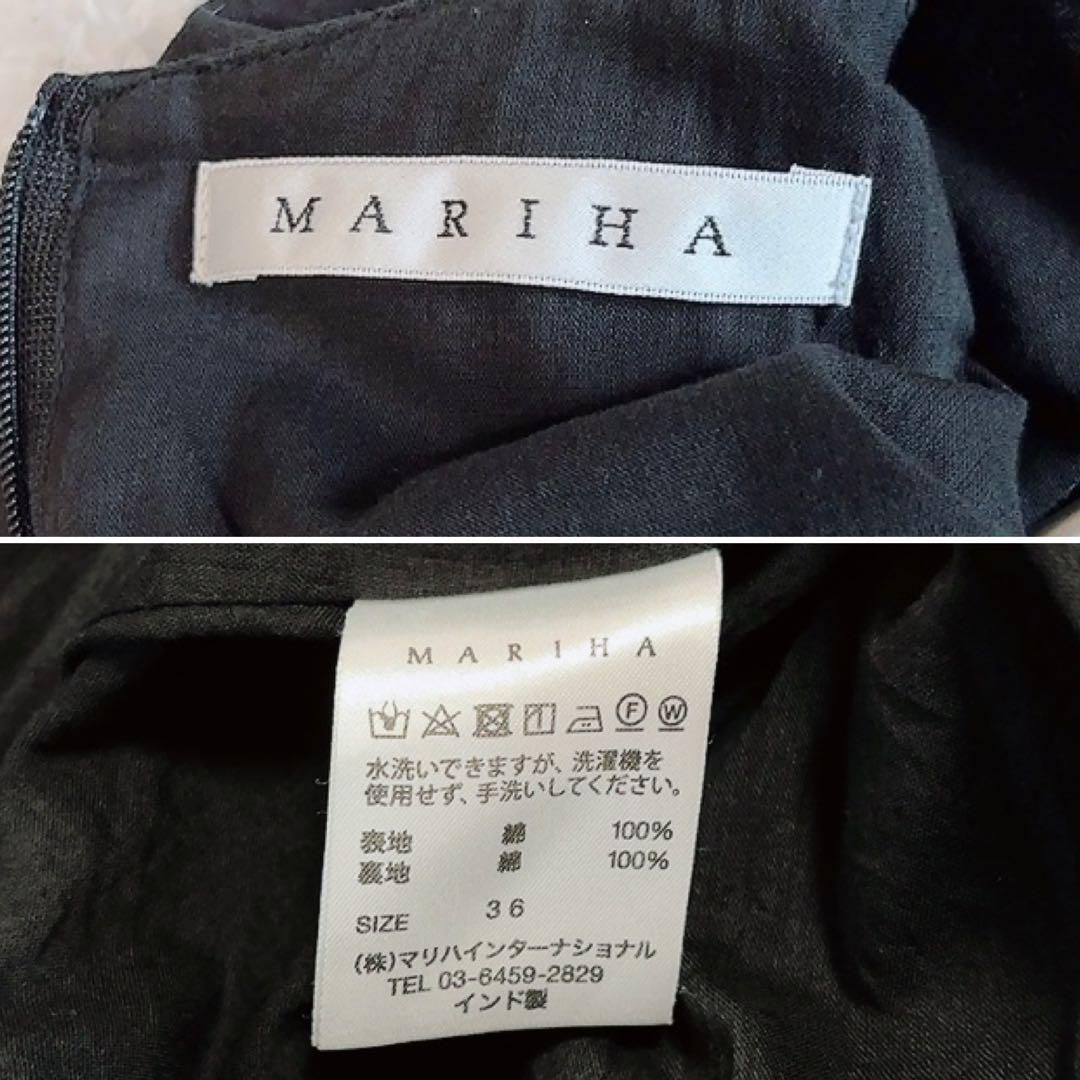 MARIHA
MARIHA
F W
水洗いできますが、洗濯機を
使用せず、手洗いしてください。
表地 綿 100%
裏地 綿 100%
SIZE 36
(株)マリハインターナショナル
TEL 03-6459-2829
インド製